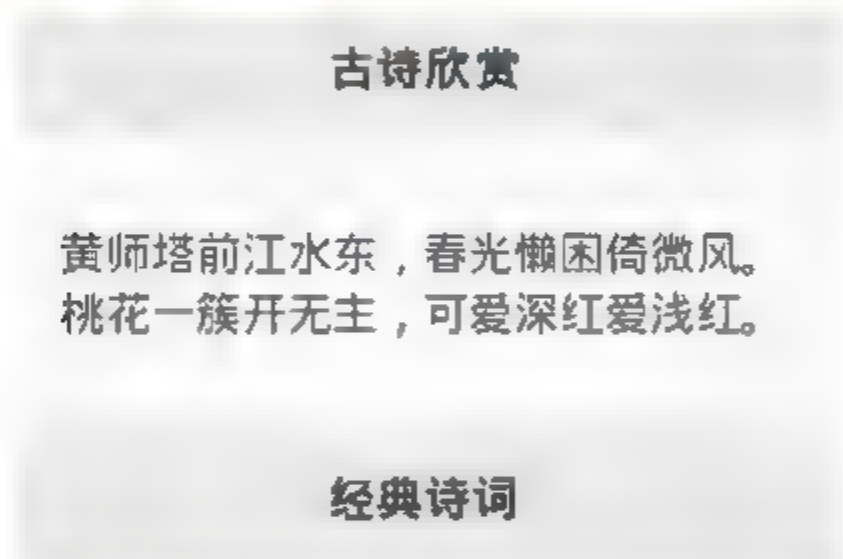 古诗欣赏
黄师塔前江水东，春光懒困倚微风。
桃花一簇开无主，可爱深红爱浅红。
经典诗词